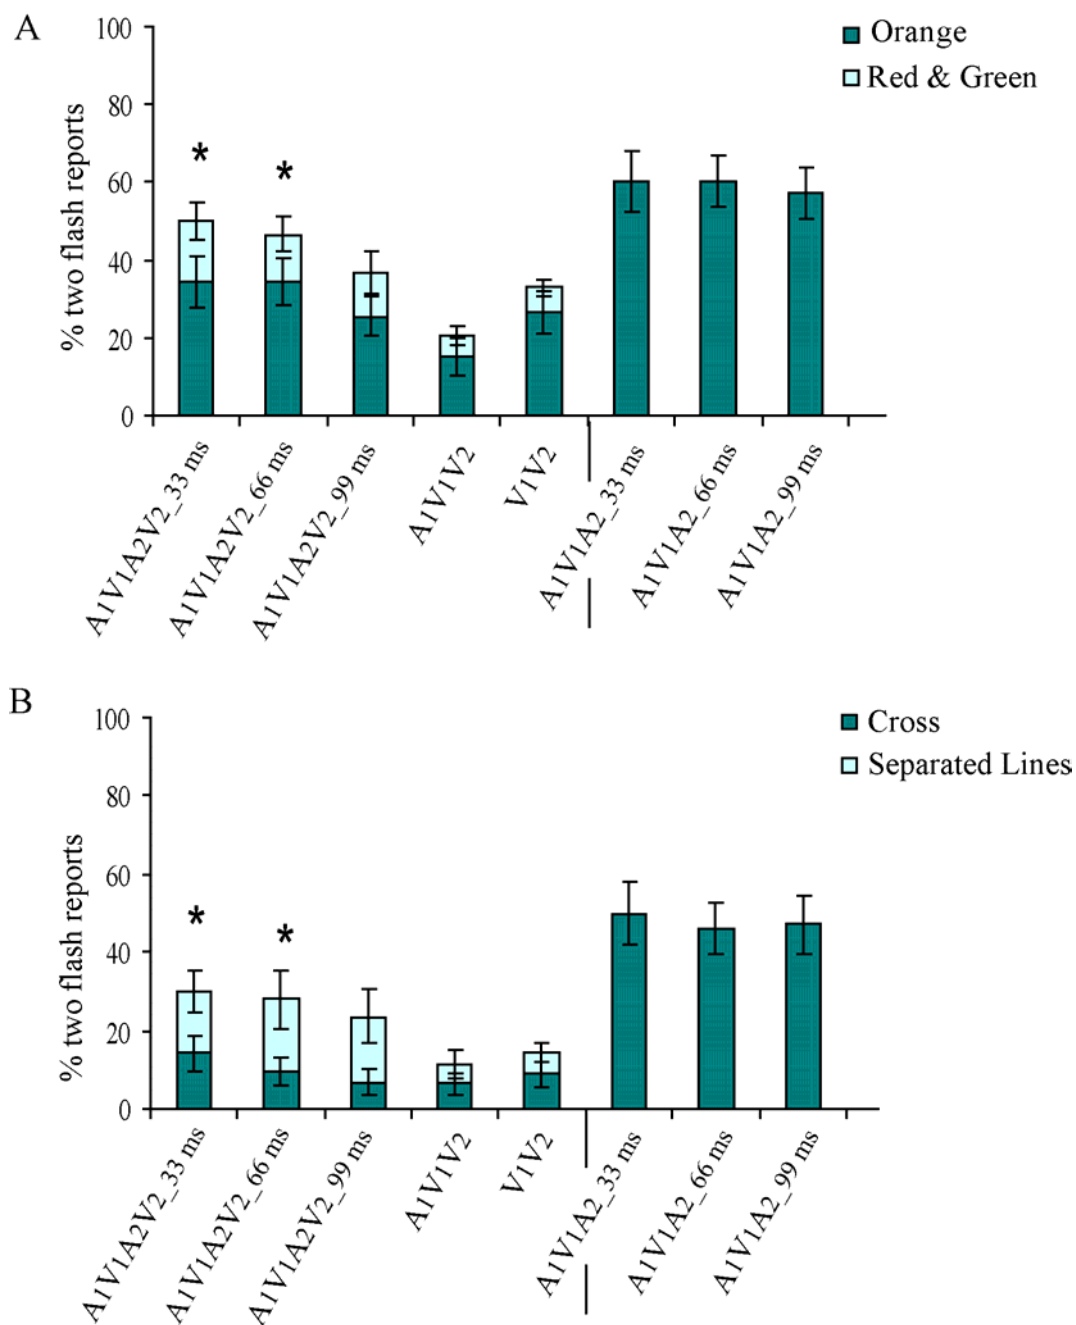 A
Orange
Red & Green
% two flash reports
100
80
60
40
20
0
*
*
A1V1A2V2_33 ms
A1V1A2V2_66 ms
A1V1A2V2_99 ms
A1V1V2
V1V2
A1V1A2_33 ms
A1V1A2_66 ms
A1V1A2_99 ms
B
Cross
Separated Lines
% two flash reports
100
80
60
40
20
0
*
*
A1V1A2V2_33 ms
A1V1A2V2_66 ms
A1V1A2V2_99 ms
A1V1V2
V1V2
A1V1A2_33 ms
A1V1A2_66 ms
A1V1A2_99 ms